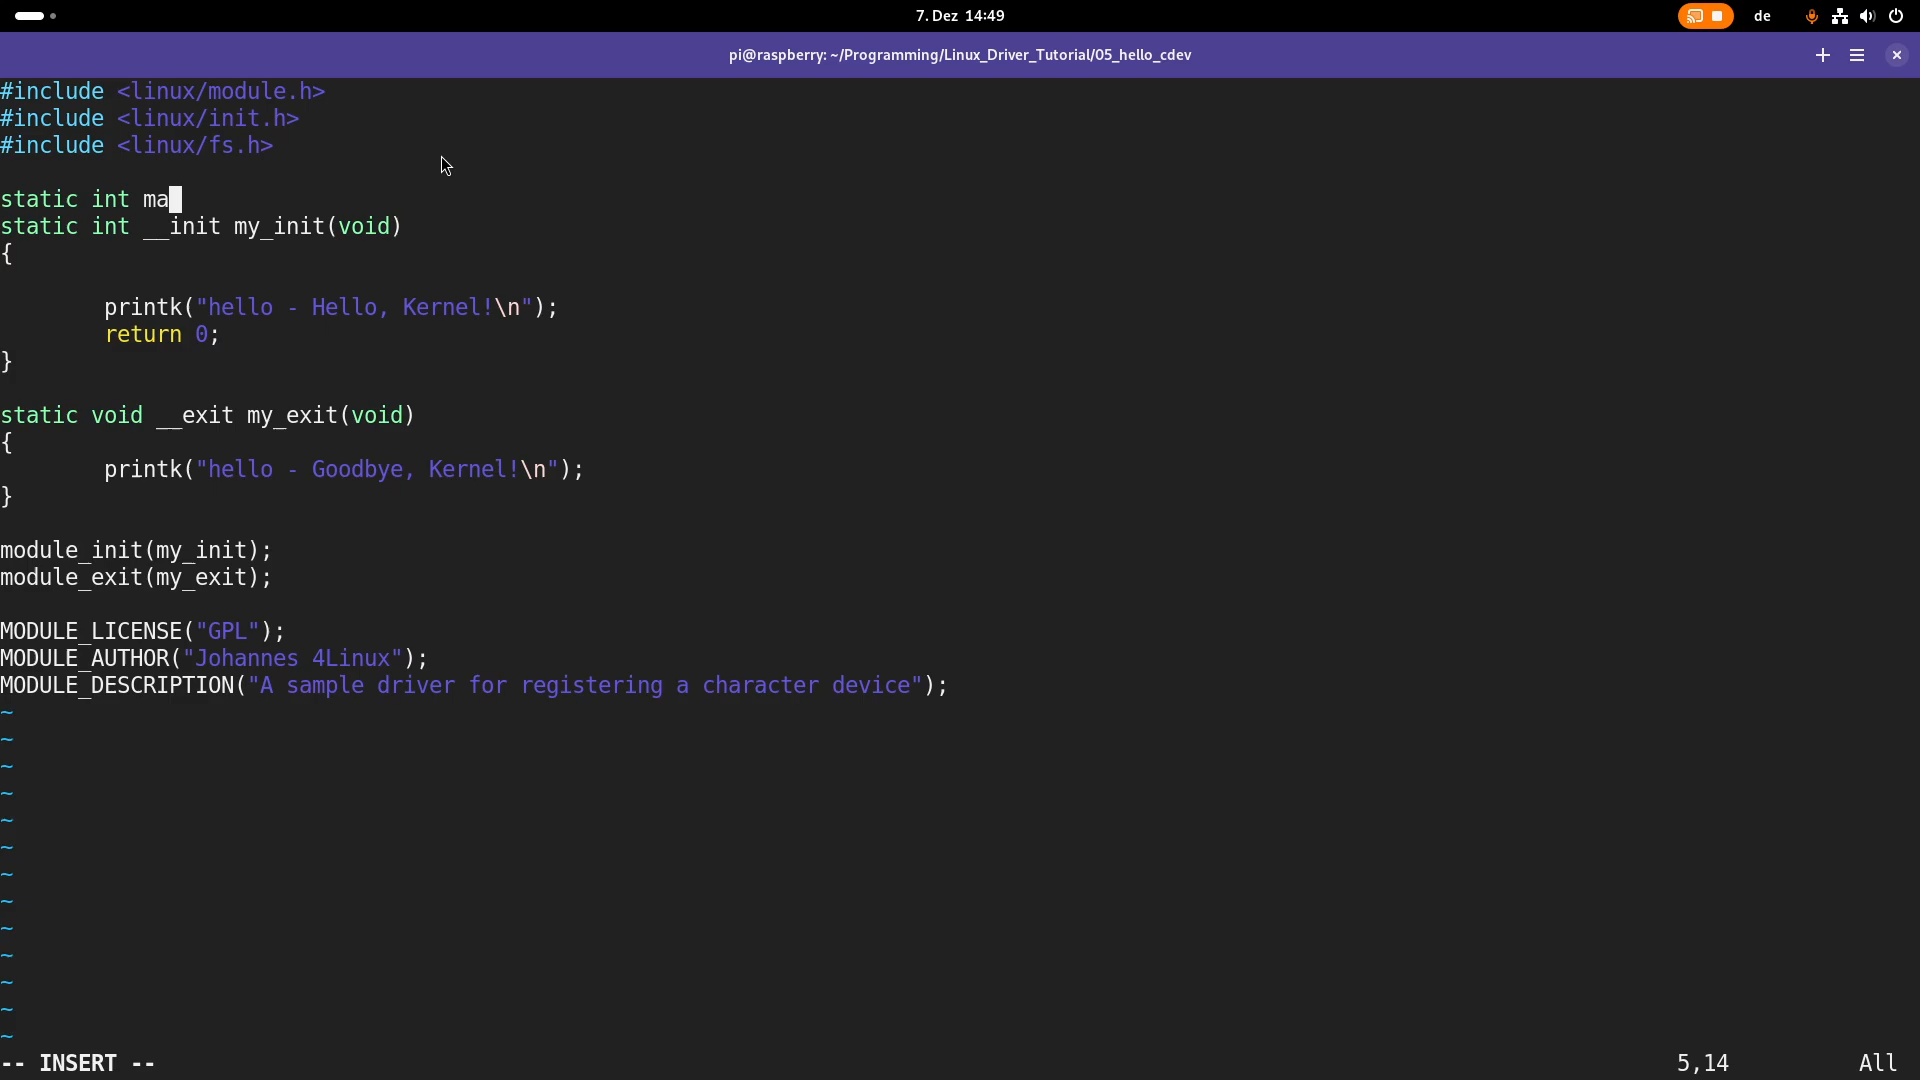 7. Dez 14:49
de
pi@raspberry: ~/Programming/Linux_Driver_Tutorial/05_hello_cdev
#include <linux/module.h>
#include <linux/init.h>
#include <linux/fs.h>
static int ma
static int __init my_init(void)
{
        printk("hello - Hello, Kernel!\n");
        return 0;
}
static void __exit my_exit(void)
{
        printk("hello - Goodbye, Kernel!\n");
}
module_init(my_init);
module_exit(my_exit);
MODULE_LICENSE("GPL");
MODULE_AUTHOR("Johannes 4Linux");
MODULE_DESCRIPTION("A sample driver for registering a character device");
~
~
~
~
~
~
~
~
~
~
~
~
~
-- INSERT --
5,14
All